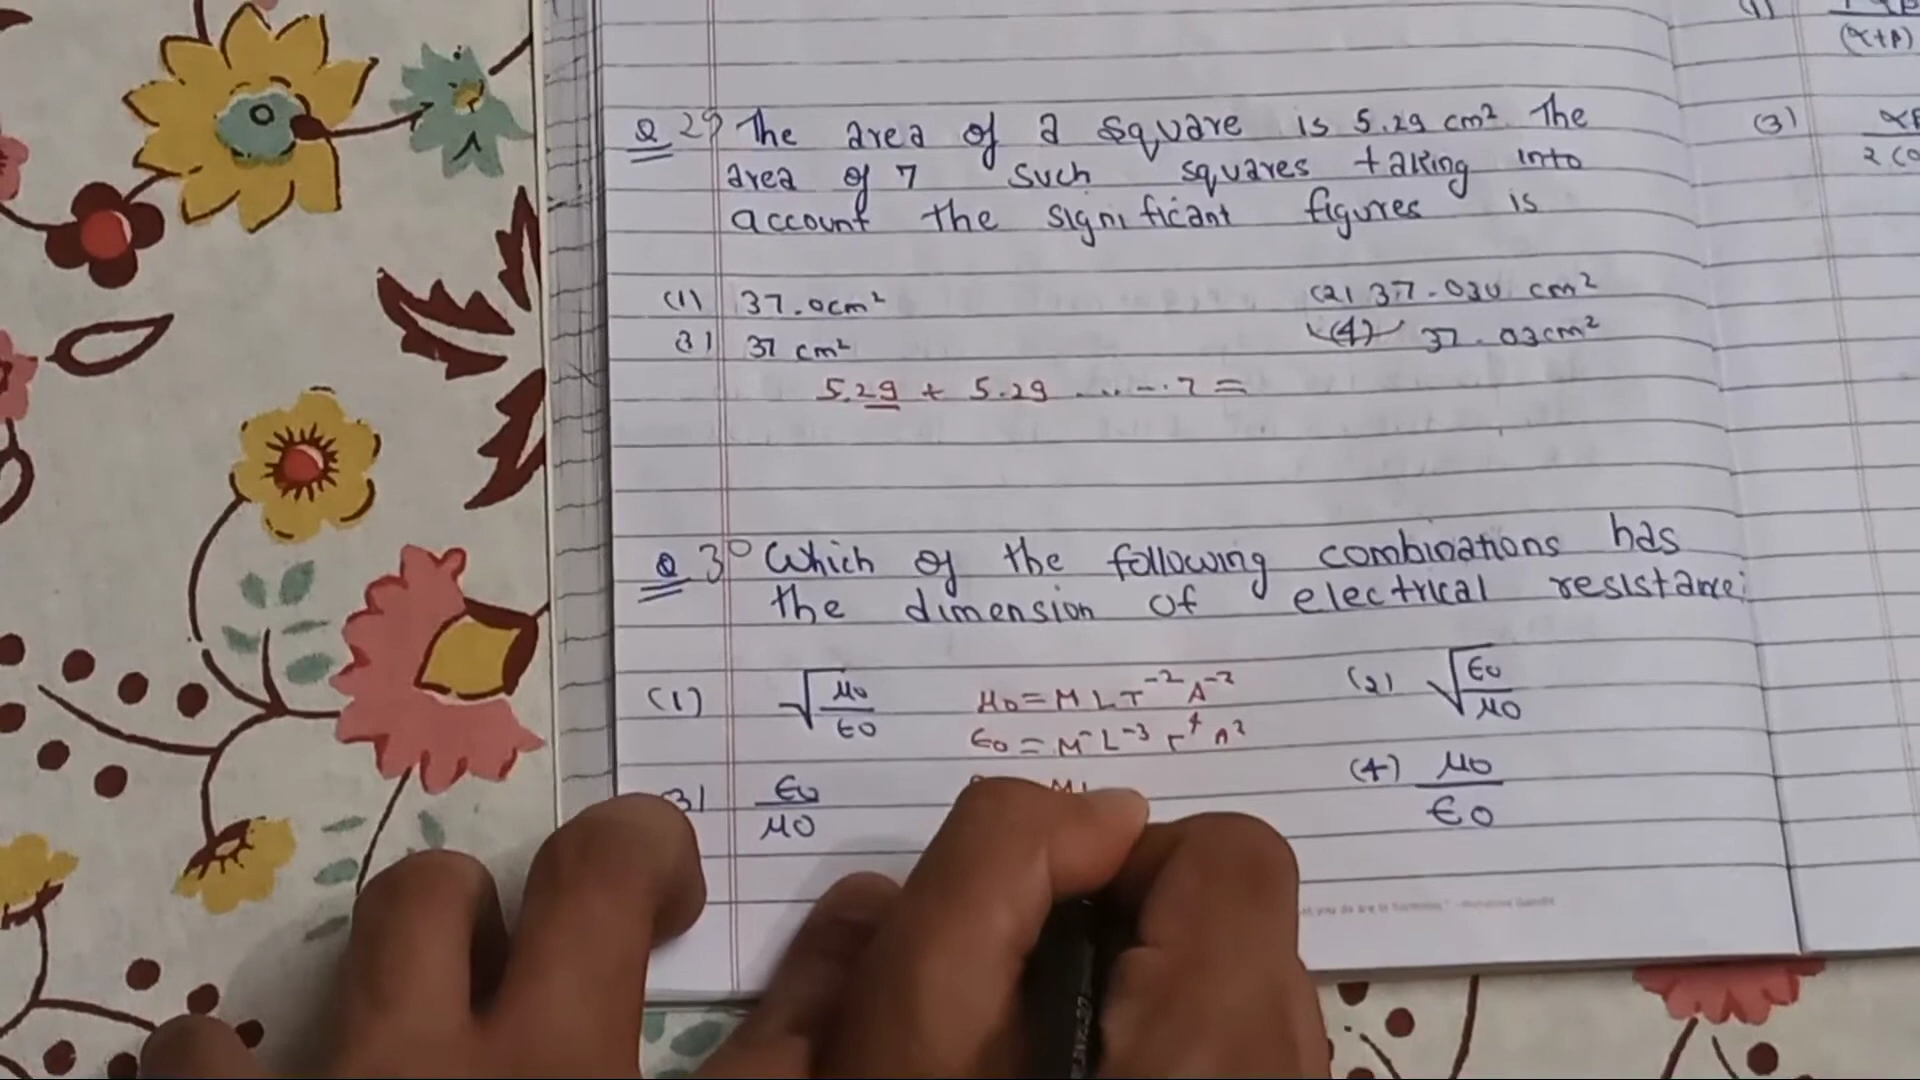 Q 29 The area of a square is 5.29 cm² The
area of 7 such squares taking into
account the significant figures is
(1) 37.0cm²
(2) 37.030 cm²
(3) 37 cm²
(4) 37.03cm²
5.29 + 5.29 ..... 7 =
Q 30 Which of the following combinations has
the dimension of electrical resistance:
(1) √μ0/ϵ0
μ0 = M L T⁻² A⁻²
(2) √ϵ0/μ0
ϵ0 = M⁻ L⁻³ T⁴ A²
3) ϵ0/μ0
ML
(4) μ0/ϵ0
(1)
(α+β)
(3)